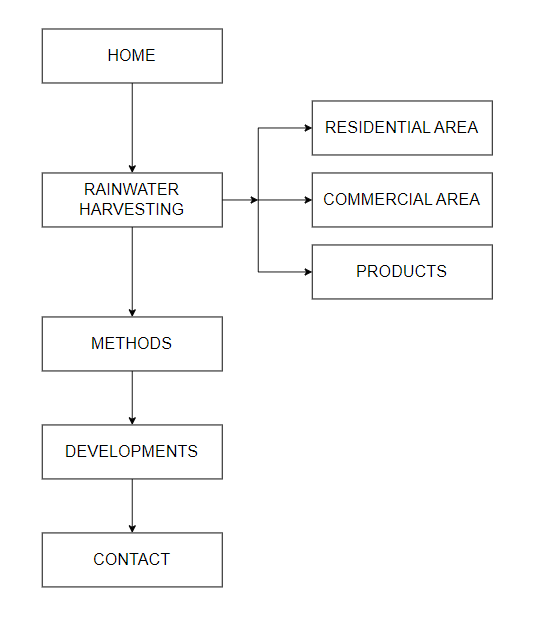 HOME
RESIDENTIAL AREA
RAINWATER
HARVESTING
COMMERCIAL AREA
PRODUCTS
METHODS
DEVELOPMENTS
CONTACT